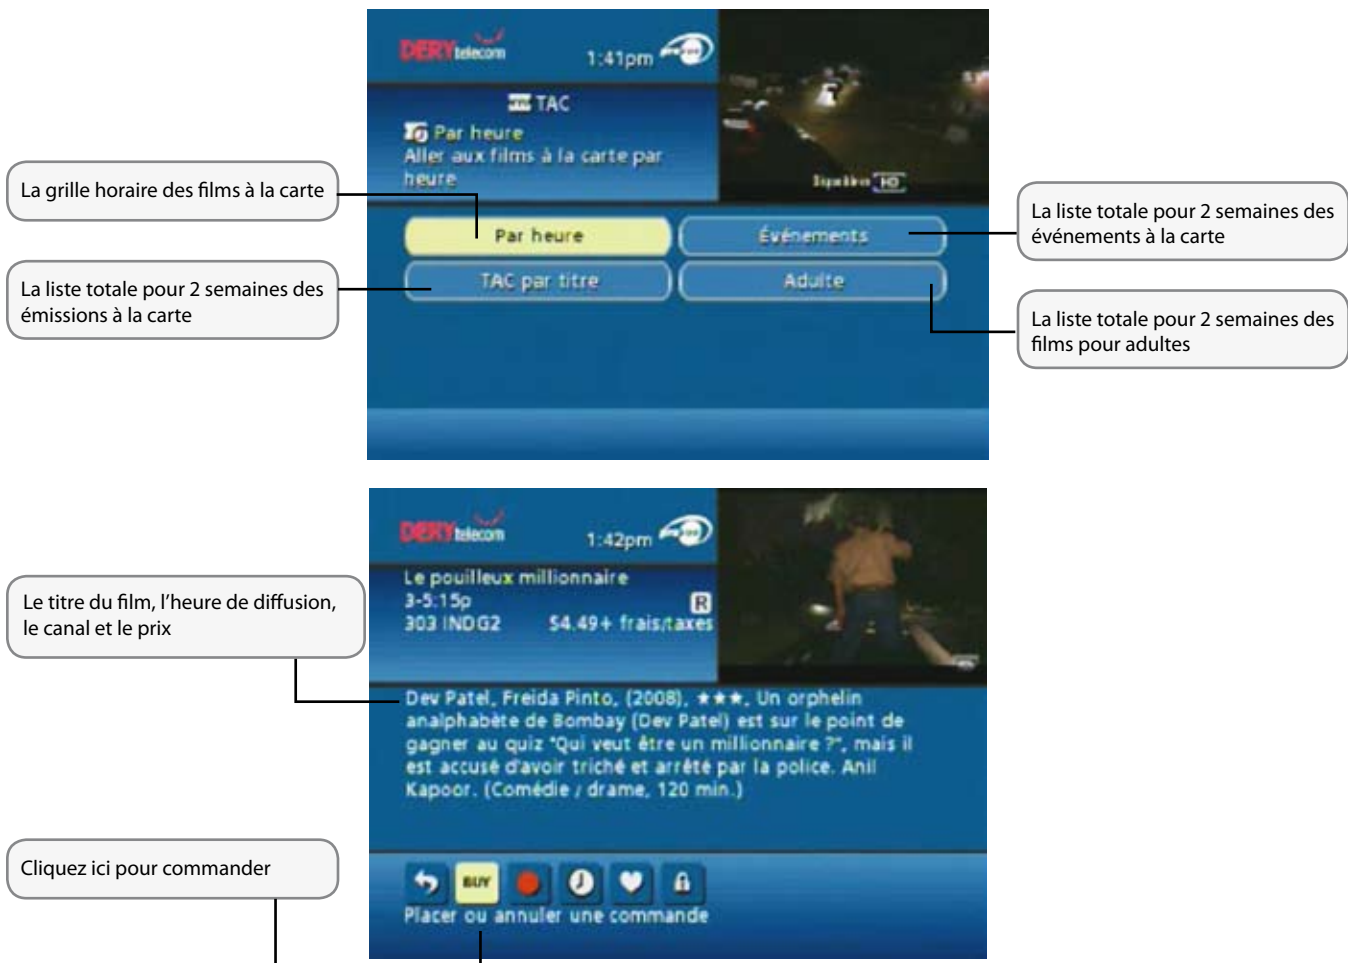 DERYtelecom
1:41pm
TAC
Par heure
Aller aux films à la carte par
heure
HD
La grille horaire des films à la carte
Par heure
Événements
La liste totale pour 2 semaines des
événements à la carte
La liste totale pour 2 semaines des
émissions à la carte
TAC par titre
Adulte
La liste totale pour 2 semaines des
films pour adultes
DERYtelecom
1:42pm
Le pouilleux millionnaire
3-5:15p
R
303 INDG2 $4.49+ frais/taxes
Le titre du film, l'heure de diffusion,
le canal et le prix
Dev Patel, Freida Pinto, (2008), ★★★, Un orphelin
analphabète de Bombay (Dev Patel) est sur le point de
gagner au quiz "Qui veut être un millionnaire ?", mais il
est accusé d'avoir triché et arrêté par la police. Anil
Kapoor. (Comédie / drame, 120 min.)
Cliquez ici pour commander
BUY
Placer ou annuler une commande